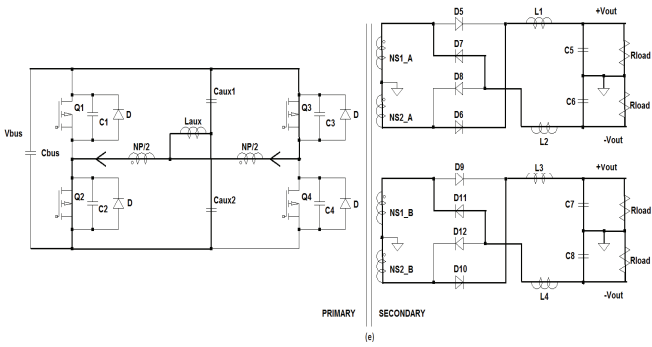 Vbus
Cbus
Q1
C1
D
Caux1
Laux
NP/2
NP/2
Q3
C3
D
Q2
C2
D
Caux2
Q4
C4
D
PRIMARY
SECONDARY
NS1_A
NS2_A
D5
D7
D8
D6
L1
L2
C5
C6
+Vout
Rload
Rload
-Vout
NS1_B
NS2_B
D9
D11
D12
D10
L3
L4
C7
C8
+Vout
Rload
Rload
-Vout
(e)